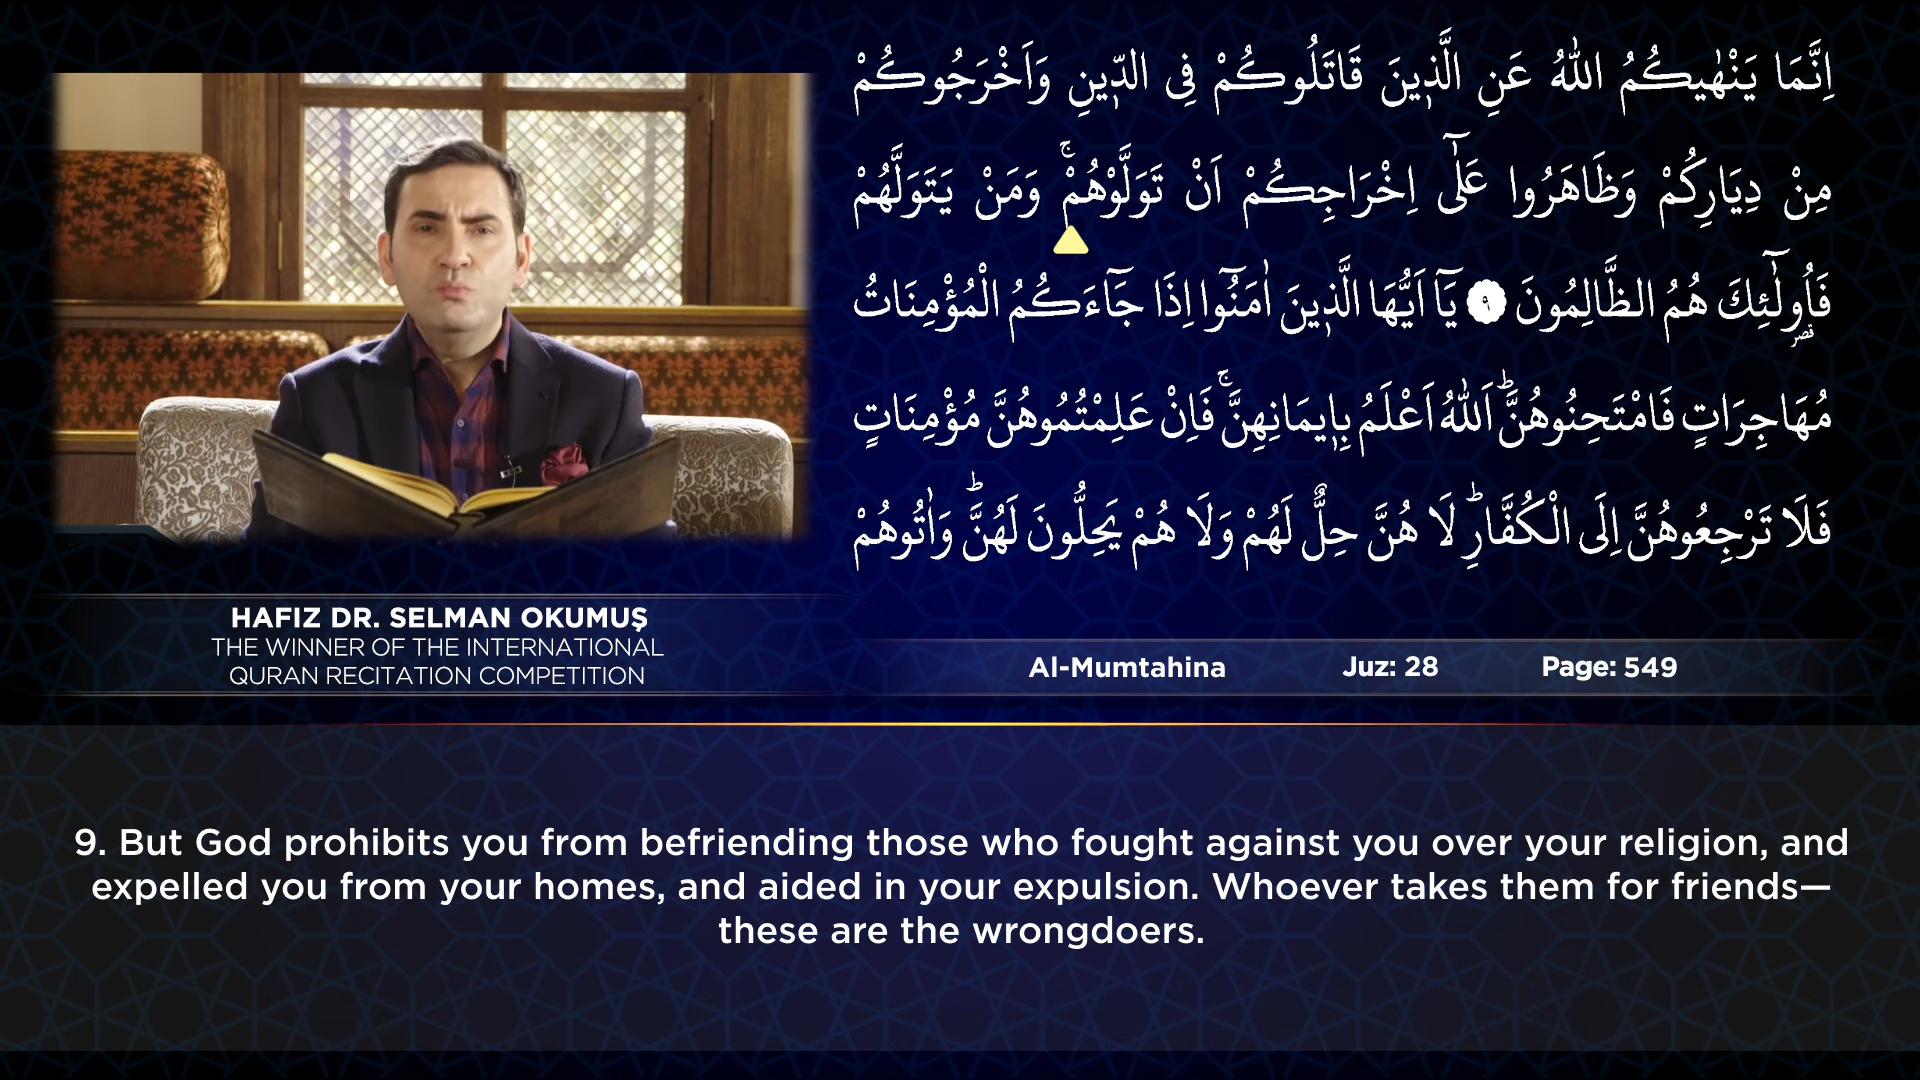 اِنَّمَا يَنْهٰيكُمُ اللّٰهُ عَنِ الَّذ۪ينَ قَاتَلُوكُمْ فِى الدّ۪ينِ وَاَخْرَجُوكُمْ
مِنْ دِيَارِكُمْ وَظَاهَرُوا عَلٰٓى اِخْرَاجِكُمْ اَنْ تَوَلَّوْهُمْۚ وَمَنْ يَتَوَلَّهُمْ
فَاُو۬لٰٓئِكَ هُمُ الظَّالِمُونَ ﴿٩﴾ يَٓا اَيُّهَا الَّذ۪ينَ اٰمَنُٓوا اِذَا جَٓاءَكُمُ الْمُؤْمِنَاتُ
مُهَاجِرَاتٍ فَامْتَحِنُوهُنَّۜ اَللّٰهُ اَعْلَمُ بِا۪يمَانِهِنَّۚ فَاِنْ عَلِمْتُمُوهُنَّ مُؤْمِنَاتٍ
فَلَا تَرْجِعُوهُنَّ اِلَى الْكُفَّارِۜ لَا هُنَّ حِلٌّ لَهُمْ وَلَا هُمْ يَحِلُّونَ لَهُنَّۜ وَاٰتُوهُمْ
HAFIZ DR. SELMAN OKUMUŞ
THE WINNER OF THE INTERNATIONAL
QURAN RECITATION COMPETITION
Al-Mumtahina Juz: 28 Page: 549
9. But God prohibits you from befriending those who fought against you over your religion, and
expelled you from your homes, and aided in your expulsion. Whoever takes them for friends—
these are the wrongdoers.